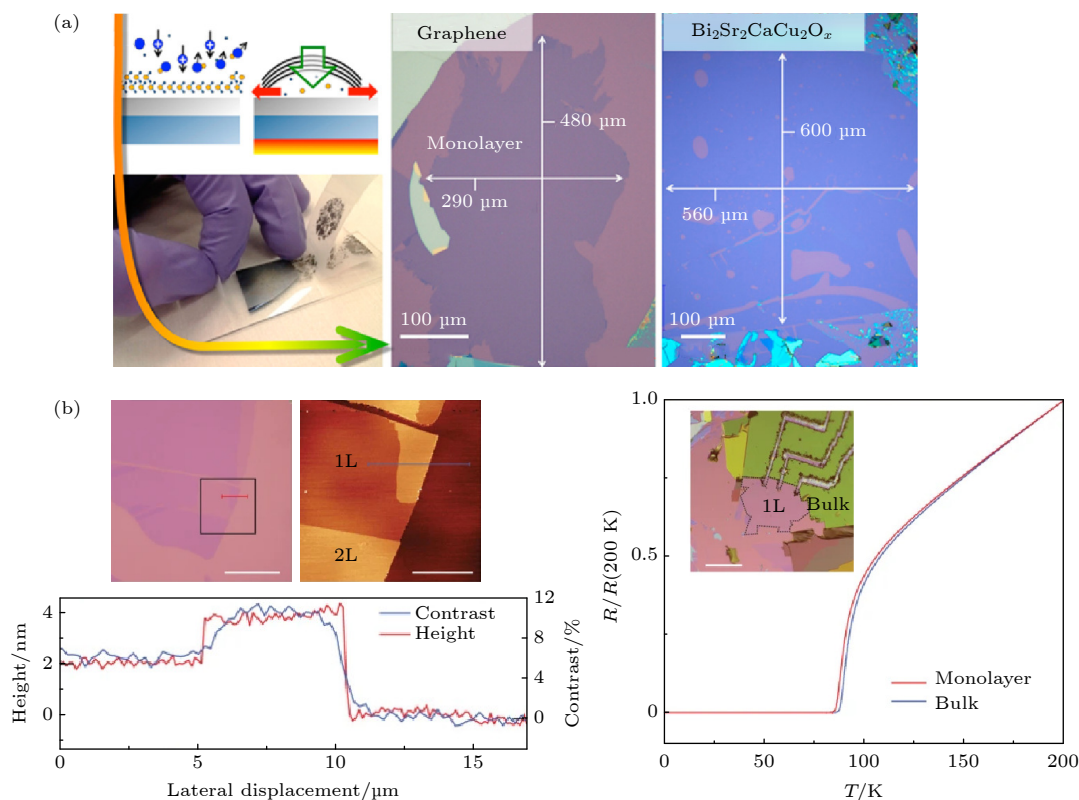 (a)
Graphene
Monolayer
480 µm
290 µm
100 µm
Bi₂Sr₂CaCu₂Oₓ
600 µm
560 µm
100 µm
(b)
1L
2L
Contrast
Height
Height/nm
4
2
0
Contrast/%
12
8
4
0
0
5
10
15
Lateral displacement/µm
1L
Bulk
Monolayer
Bulk
R/R(200 K)
1.0
0.5
0
0
50
100
150
200
T/K